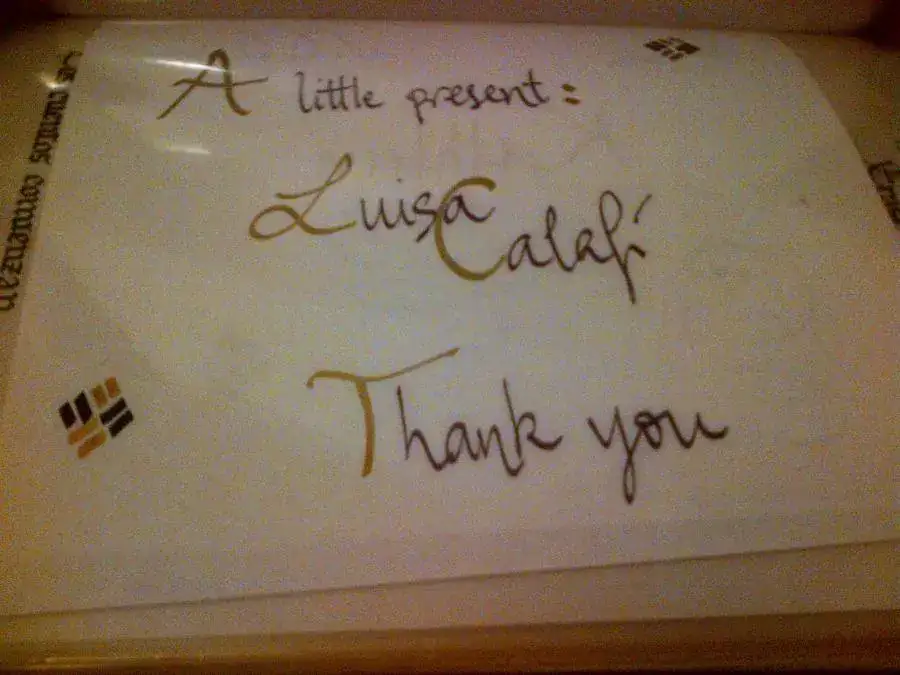 A little present:
Luisa
Calafí
Thank you